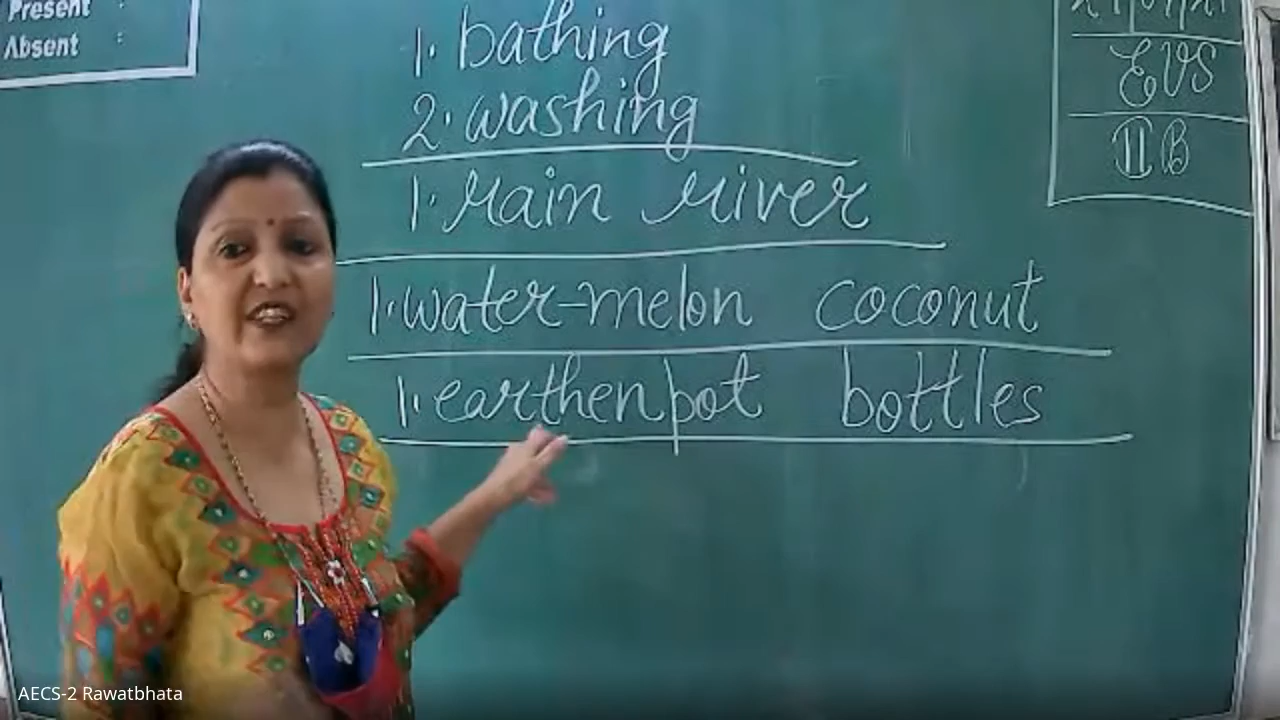 Present :
Absent :
1. bathing
2. washing
1. Rain river
1. water-melon coconut
1. earthenpot bottles
EVS
II B
AECS-2 Rawatbhata